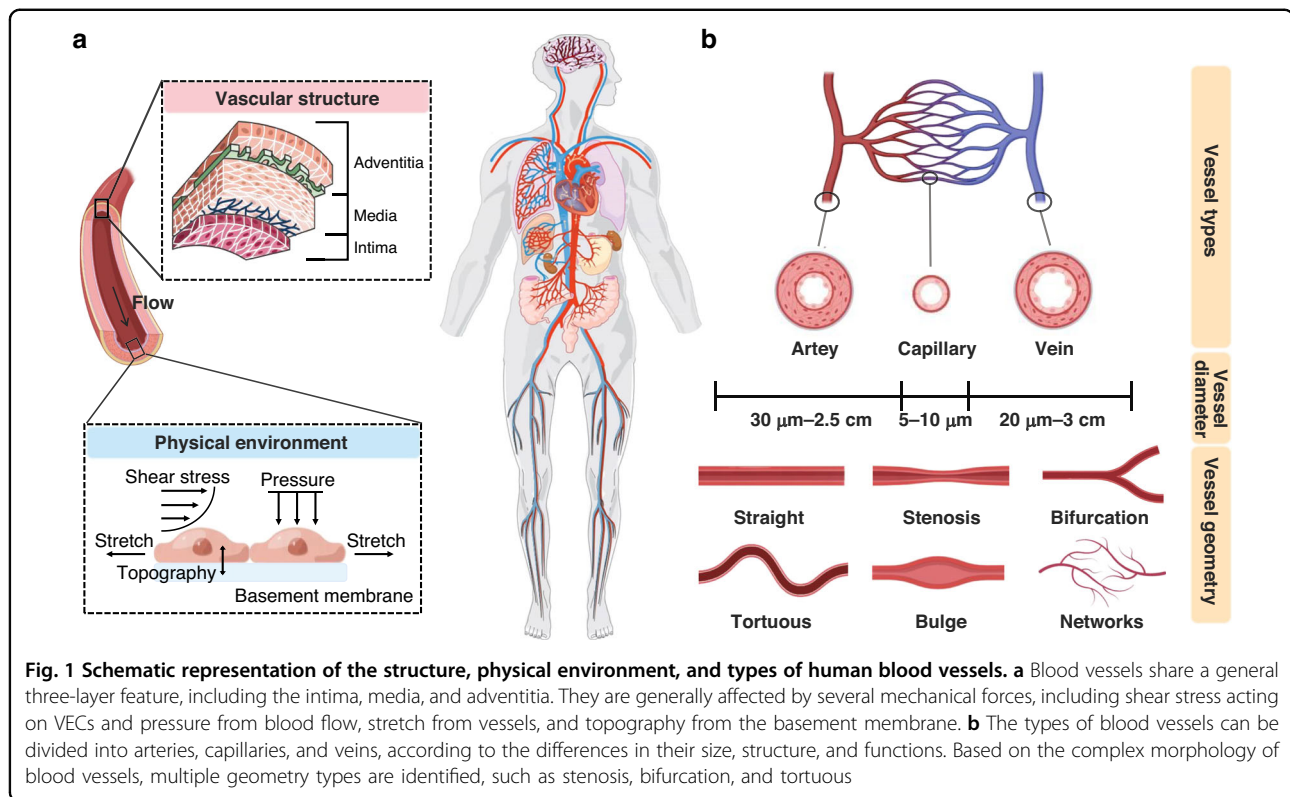 a
Vascular structure
Adventitia
Media
Intima
Flow
Physical environment
Shear stress
Pressure
Stretch
Stretch
Topography
Basement membrane
b
Artey
Capillary
Vein
Vessel types
30 μm–2.5 cm
5–10 μm
20 μm–3 cm
Vessel
diameter
Straight
Stenosis
Bifurcation
Tortuous
Bulge
Networks
Vessel geometry
Fig. 1 Schematic representation of the structure, physical environment, and types of human blood vessels. a Blood vessels share a general
three-layer feature, including the intima, media, and adventitia. They are generally affected by several mechanical forces, including shear stress acting
on VECs and pressure from blood flow, stretch from vessels, and topography from the basement membrane. b The types of blood vessels can be
divided into arteries, capillaries, and veins, according to the differences in their size, structure, and functions. Based on the complex morphology of
blood vessels, multiple geometry types are identified, such as stenosis, bifurcation, and tortuous